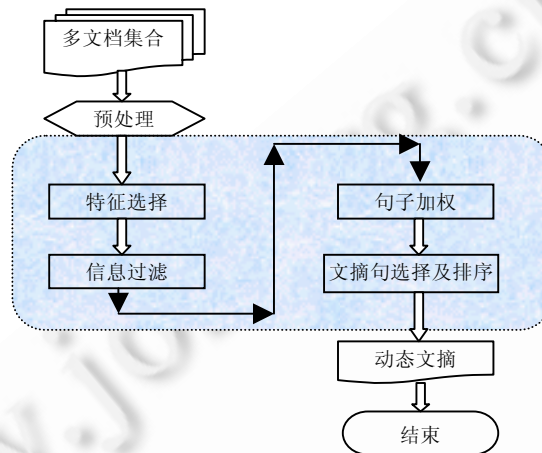 多文档集合
预处理
特征选择
信息过滤
句子加权
文摘句选择及排序
动态文摘
结束